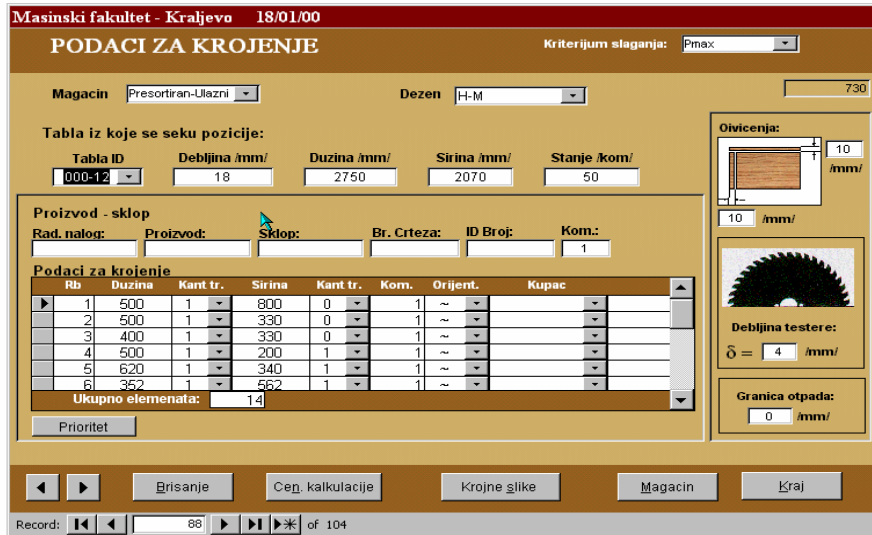 Masinski fakultet - Kraljevo 18/01/00
PODACI ZA KROJENJE
Kriterijum slaganja: Pmax
Magacin Presortiran-Ulazni Dezen H-M
730
Tabla iz koje se seku pozicije:
Tabla ID Debljina /mm/ Duzina /mm/ Sirina /mm/ Stanje /kom/
000-12 18 2750 2070 50
Oivicenja:
10
/mm/
10 /mm/
Proizvod - sklop
Rad. nalog: Proizvod: Sklop: Br. Crteza: ID Broj: Kom.:
1
Podaci za krojenje
Rb Duzina Kant tr. Sirina Kant tr. Kom. Orijent. Kupac
1 500 1 800 0 1 ~
2 500 1 330 0 1 ~
3 400 1 330 0 1 ~
4 500 1 200 1 1 ~
5 620 1 340 1 1 ~
6 352 1 562 1 1 ~
Ukupno elemenata: 14
Prioritet
Debljina testere:
δ = 4 /mm/
Granica otpada:
0 /mm/
Brisanje Cen. kalkulacije Krojne slike Magacin Kraj
Record: 88 of 104